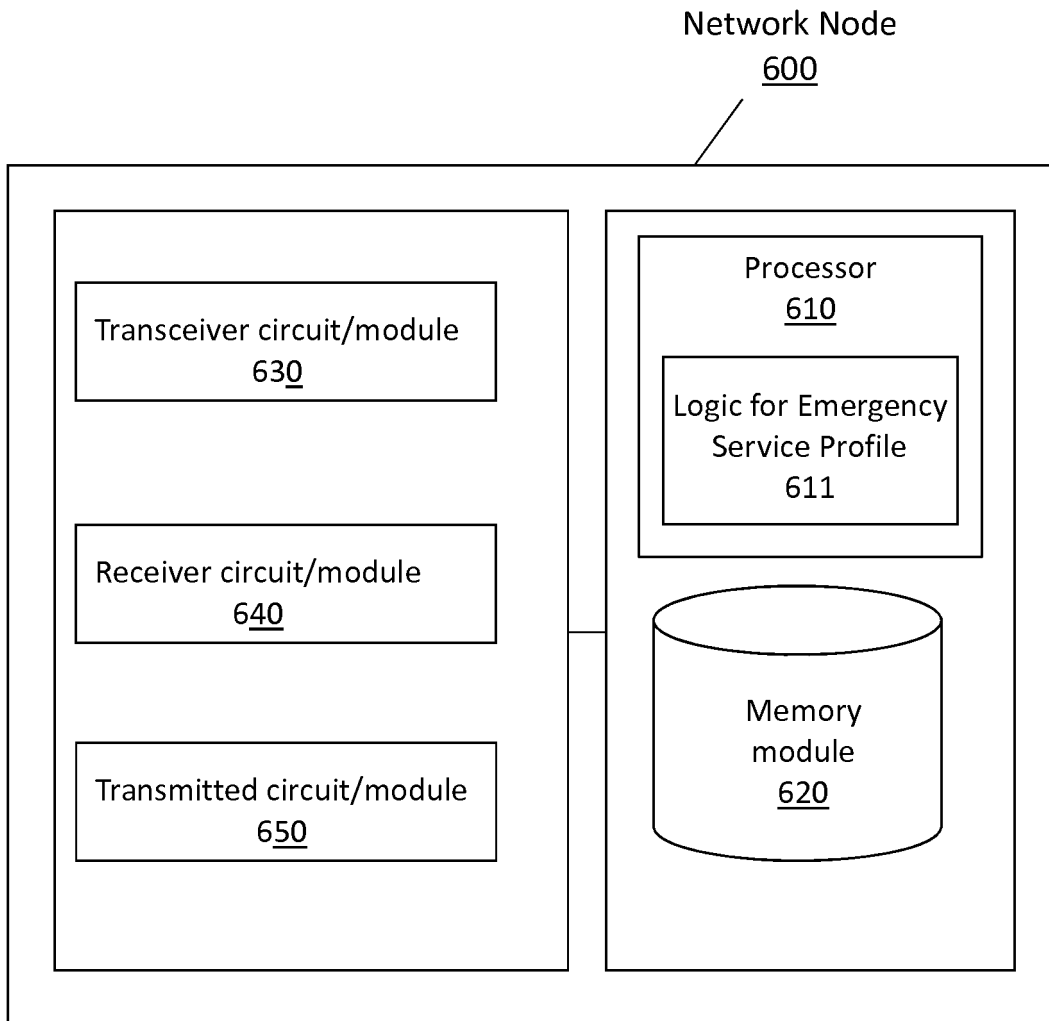 Network Node
600
Transceiver circuit/module
630
Receiver circuit/module
640
Transmitted circuit/module
650
Processor
610
Logic for Emergency
Service Profile
611
Memory
module
620